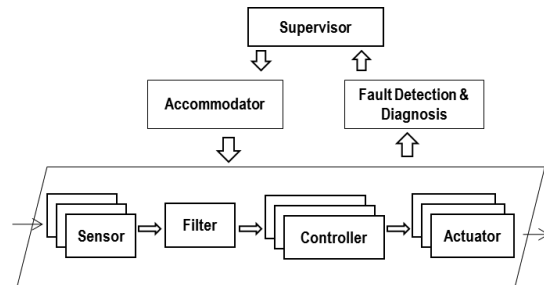 Supervisor
Accommodator
Fault Detection &
Diagnosis
Sensor
Filter
Controller
Actuator